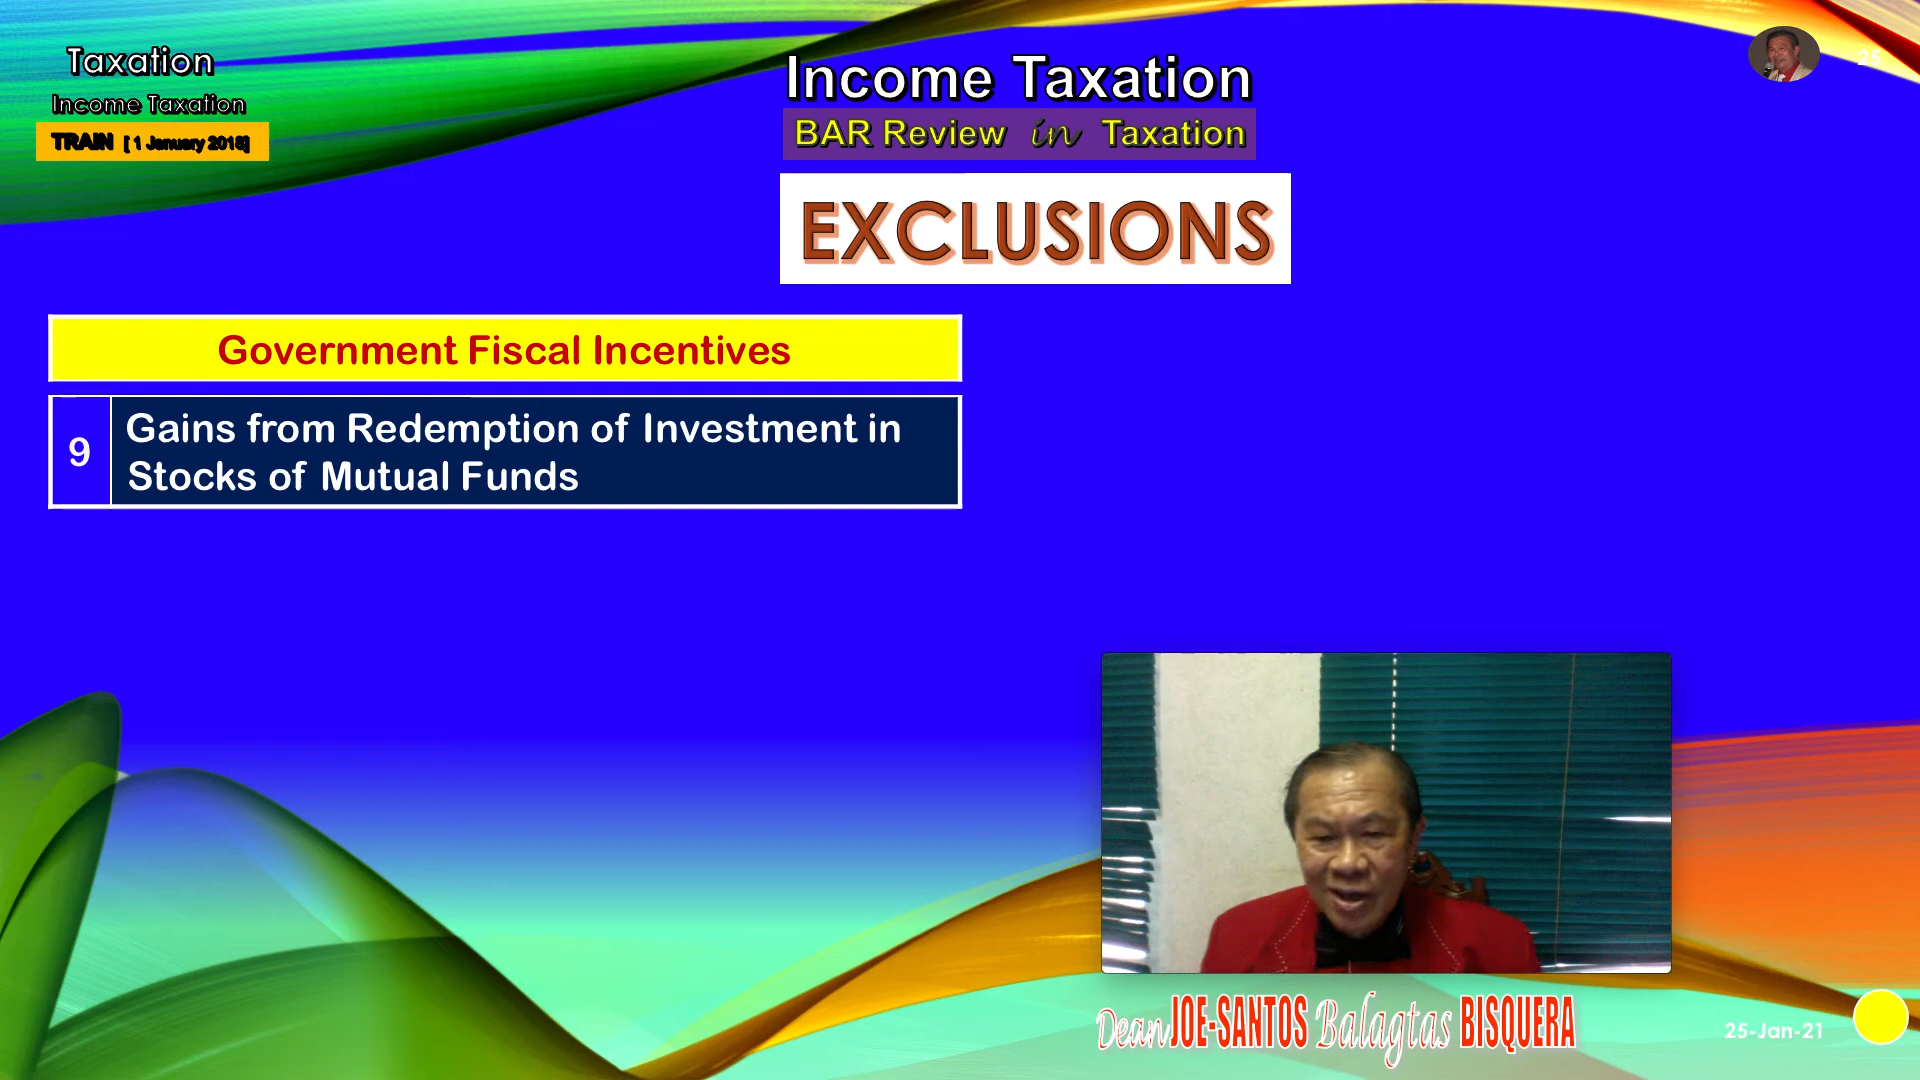 Taxation
Income Taxation
TRAIN [ 1 January 2018]
Income Taxation
BAR Review in Taxation
25
EXCLUSIONS
Government Fiscal Incentives
9
Gains from Redemption of Investment in
Stocks of Mutual Funds
Dean JOE-SANTOS Balagtas BISQUERA
25-Jan-21